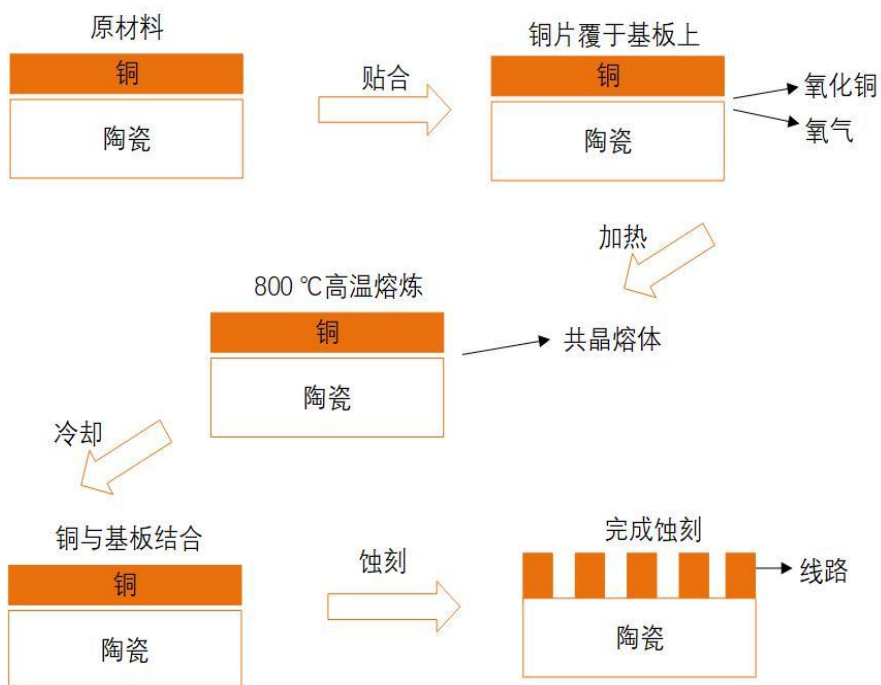 原材料
铜
陶瓷
贴合
铜片覆于基板上
铜
陶瓷
氧化铜
氧气
加热
800 ℃高温熔炼
铜
陶瓷
共晶熔体
冷却
铜与基板结合
铜
陶瓷
蚀刻
完成蚀刻
线路
陶瓷